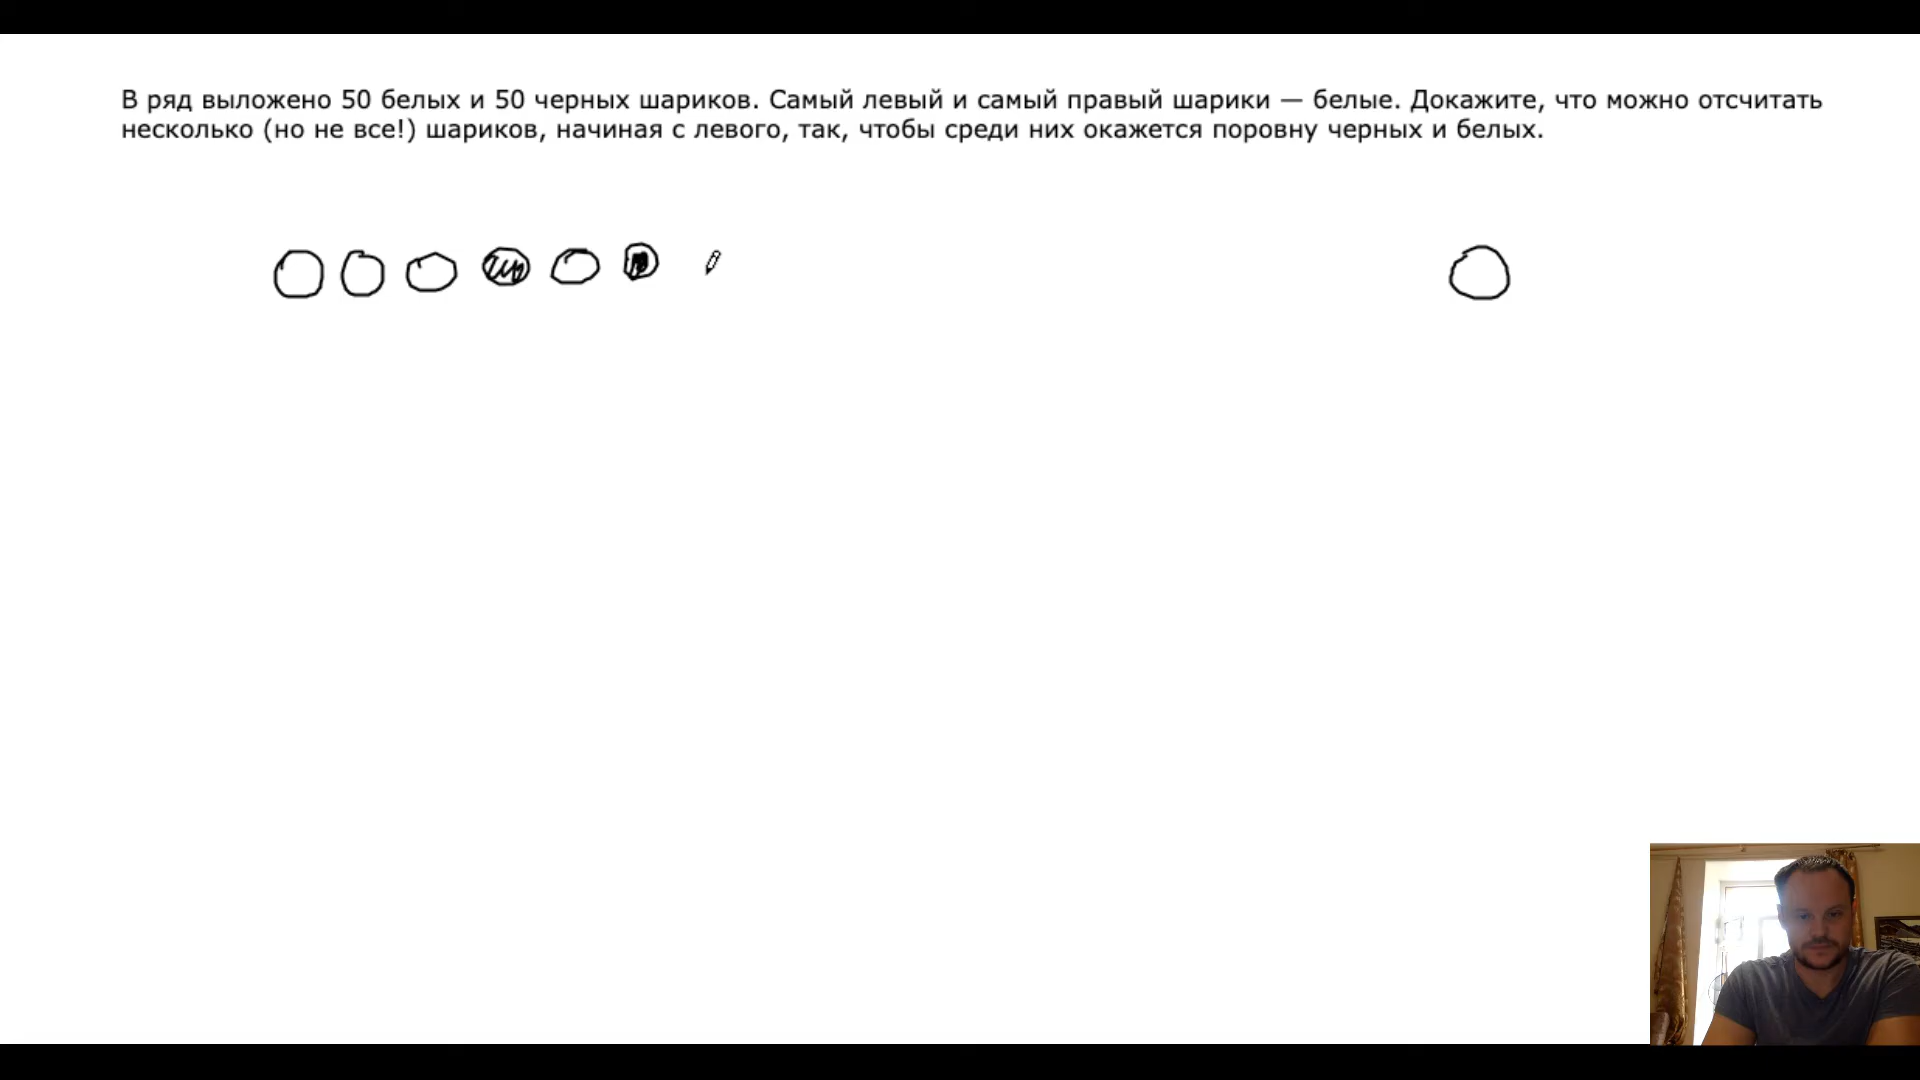 В ряд выложено 50 белых и 50 черных шариков. Самый левый и самый правый шарики — белые. Докажите, что можно отсчитать
несколько (но не все!) шариков, начиная с левого, так, чтобы среди них окажется поровну черных и белых.